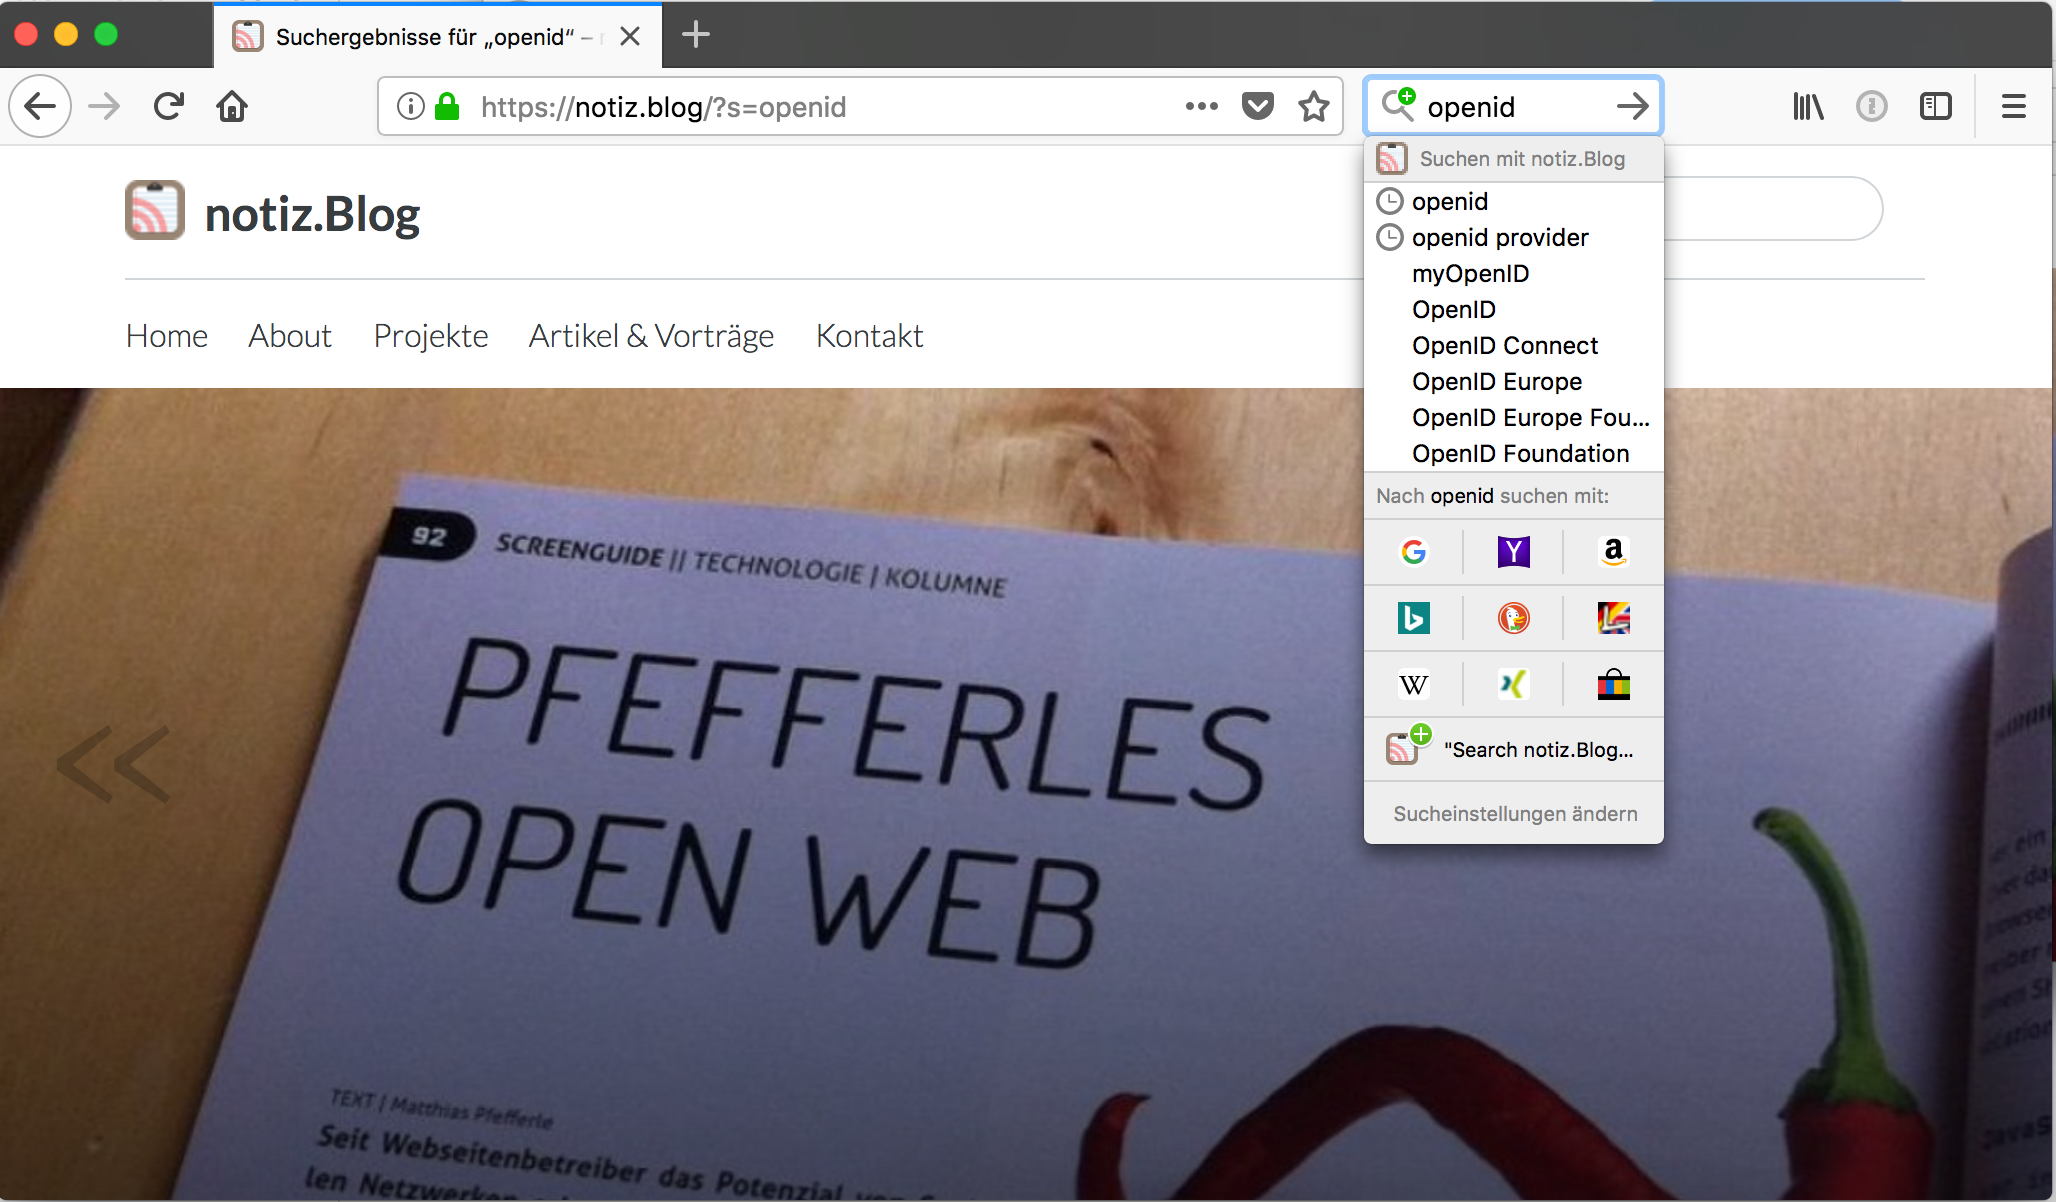 Suchergebnisse für „openid“ –
https://notiz.blog/?s=openid
openid
Suchen mit notiz.Blog
openid
openid provider
myOpenID
OpenID
OpenID Connect
OpenID Europe
OpenID Europe Fou...
OpenID Foundation
Nach openid suchen mit:
"Search notiz.Blog...
Sucheinstellungen ändern
notiz.Blog
Home About Projekte Artikel & Vorträge Kontakt
92 SCREENGUIDE // TECHNOLOGIE | KOLUMNE
PFEFFERLES
OPEN WEB
TEXT | Matthias Pfefferle
Seit Webseitenbetreiber das Potenzial von
len Netzwerken